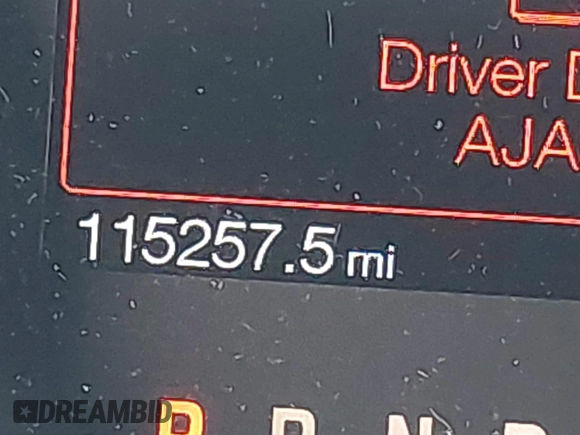 Driver
AJA
115257.5 mi
P R N D
DREAMBID